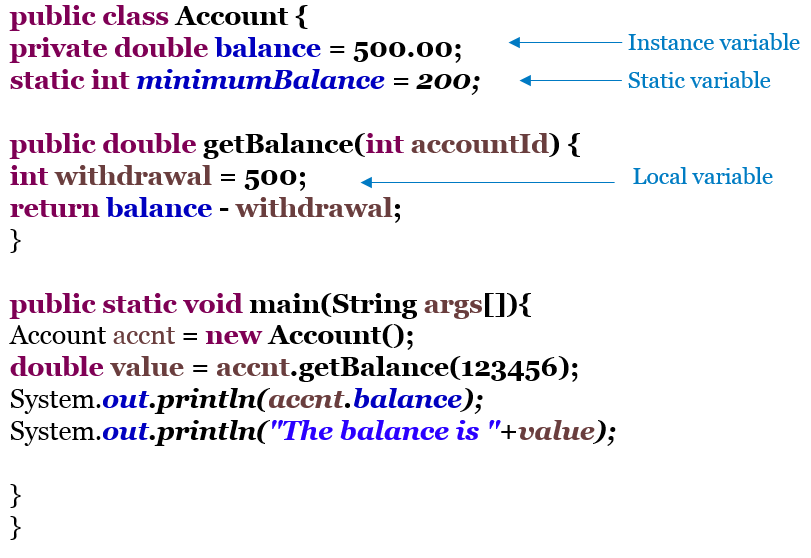 public class Account {
private double balance = 500.00; Instance variable
static int minimumBalance = 200; Static variable
public double getBalance(int accountId) {
int withdrawal = 500; Local variable
return balance - withdrawal;
}
public static void main(String args[]){
Account accnt = new Account();
double value = accnt.getBalance(123456);
System.out.println(accnt.balance);
System.out.println("The balance is "+value);
}
}